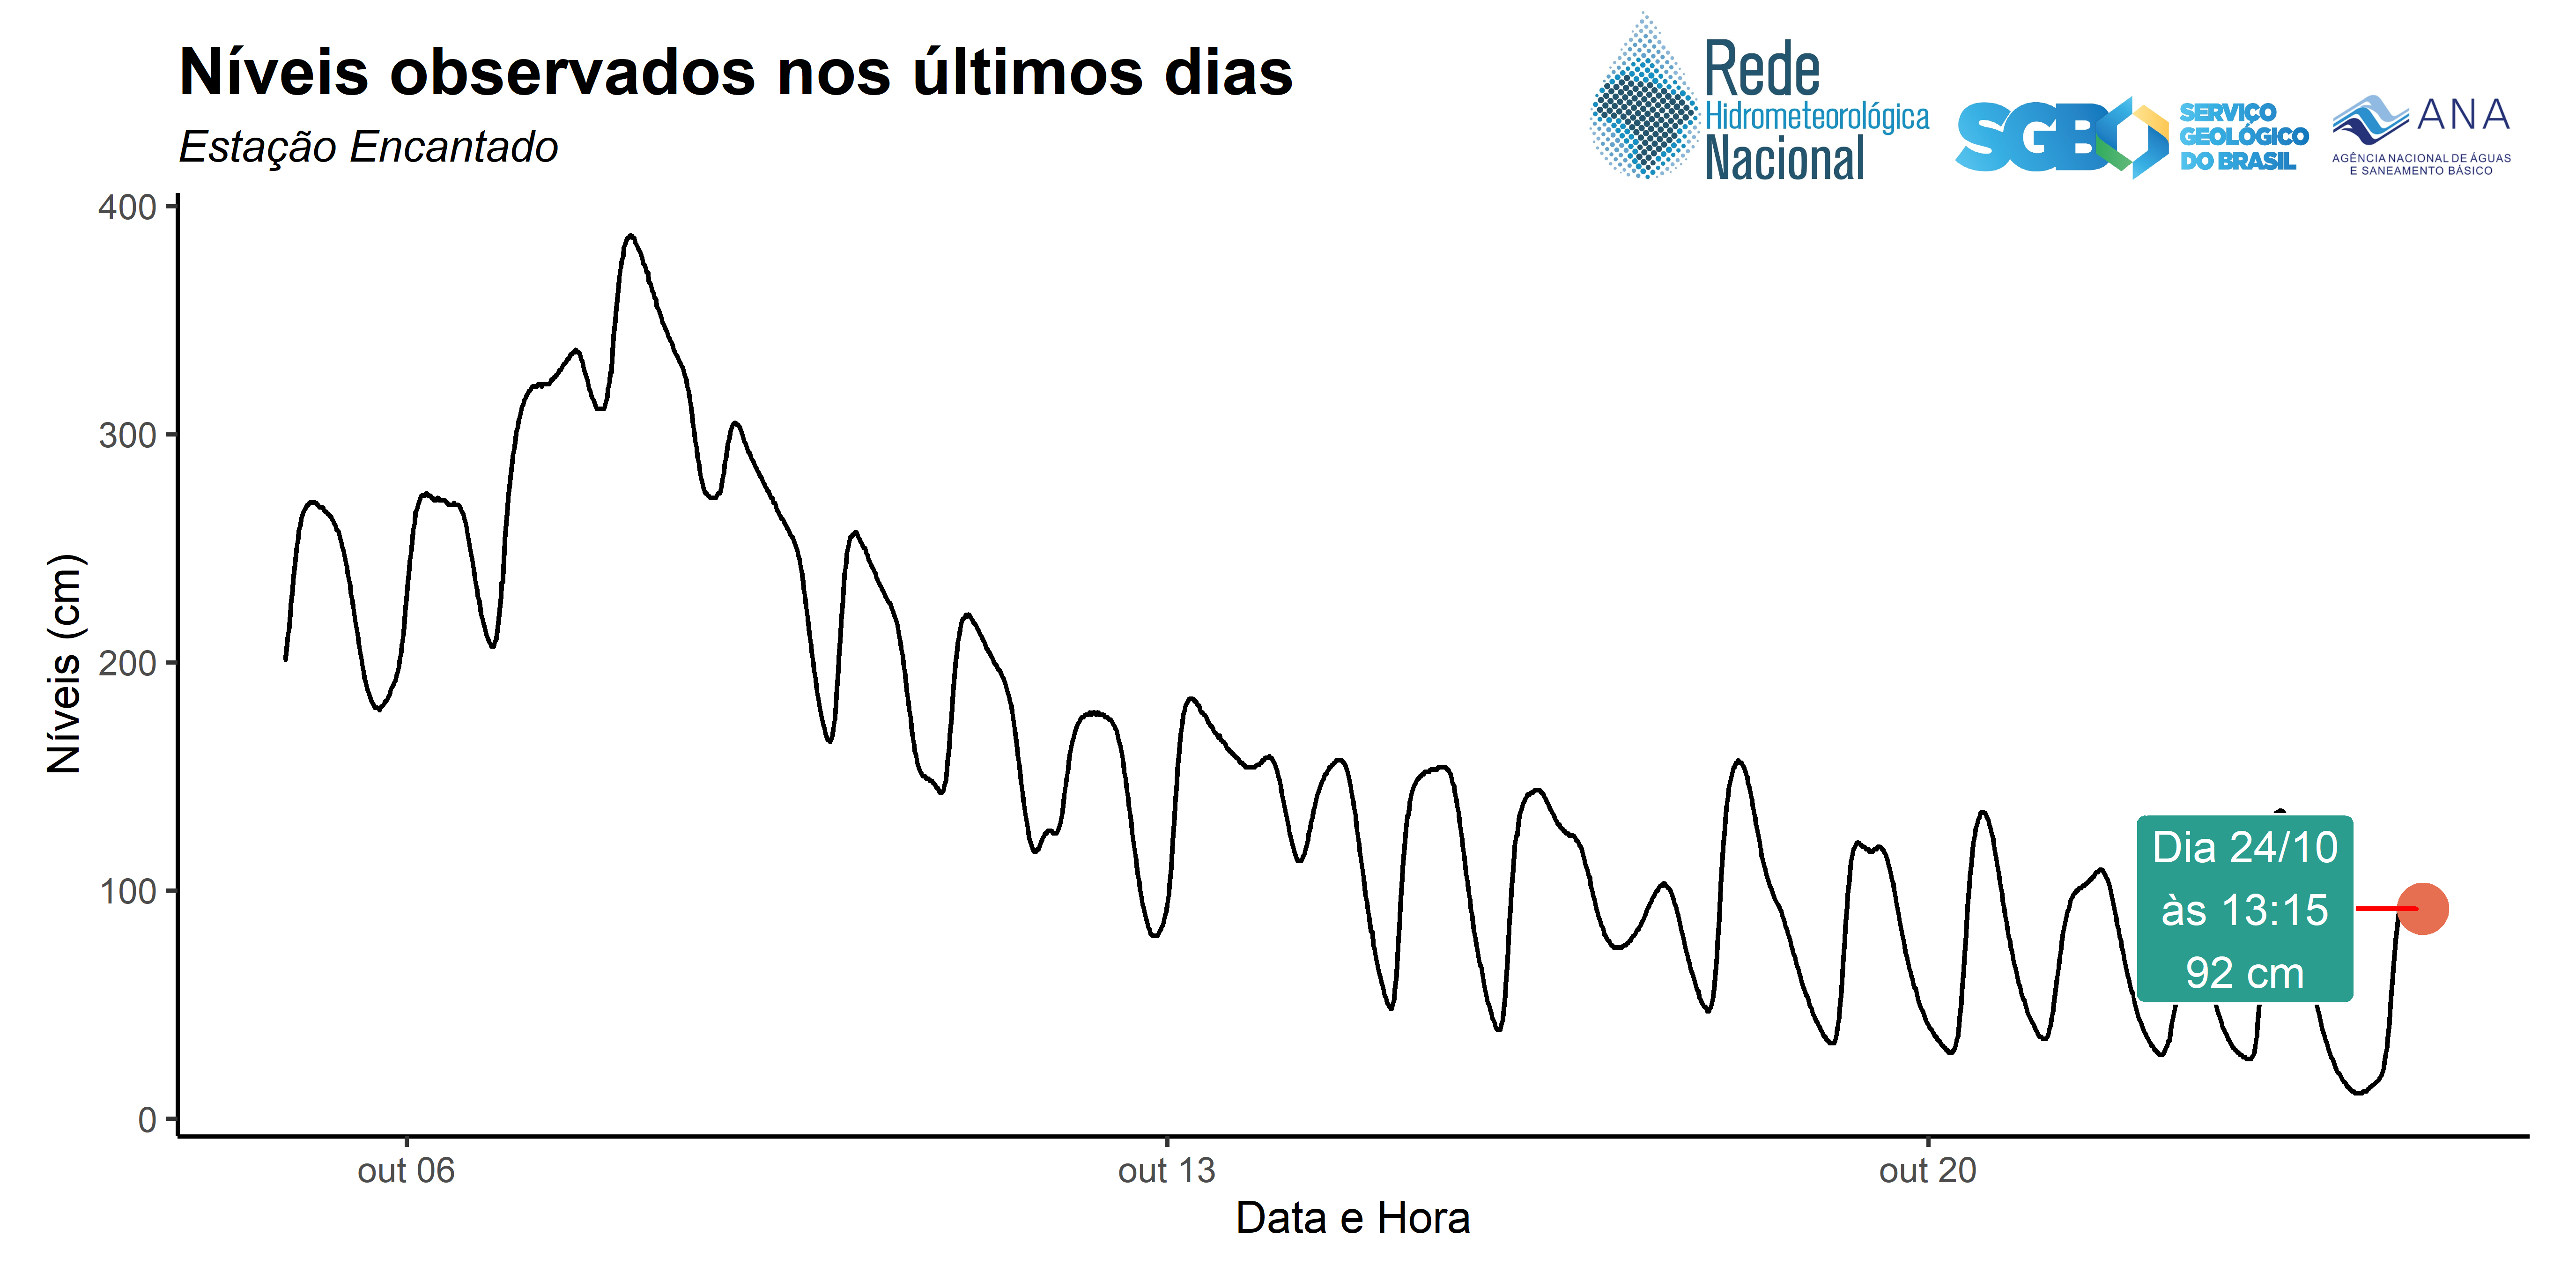 Níveis observados nos últimos dias
Estação Encantado
Rede
Hidrometeorológica
Nacional
SGB
SERVIÇO
GEOLÓGICO
DO BRASIL
ANA
AGÊNCIA NACIONAL DE ÁGUAS
E SANEAMENTO BÁSICO
Níveis (cm)
400
300
200
100
0
Dia 24/10
às 13:15
92 cm
out 06
out 13
out 20
Data e Hora